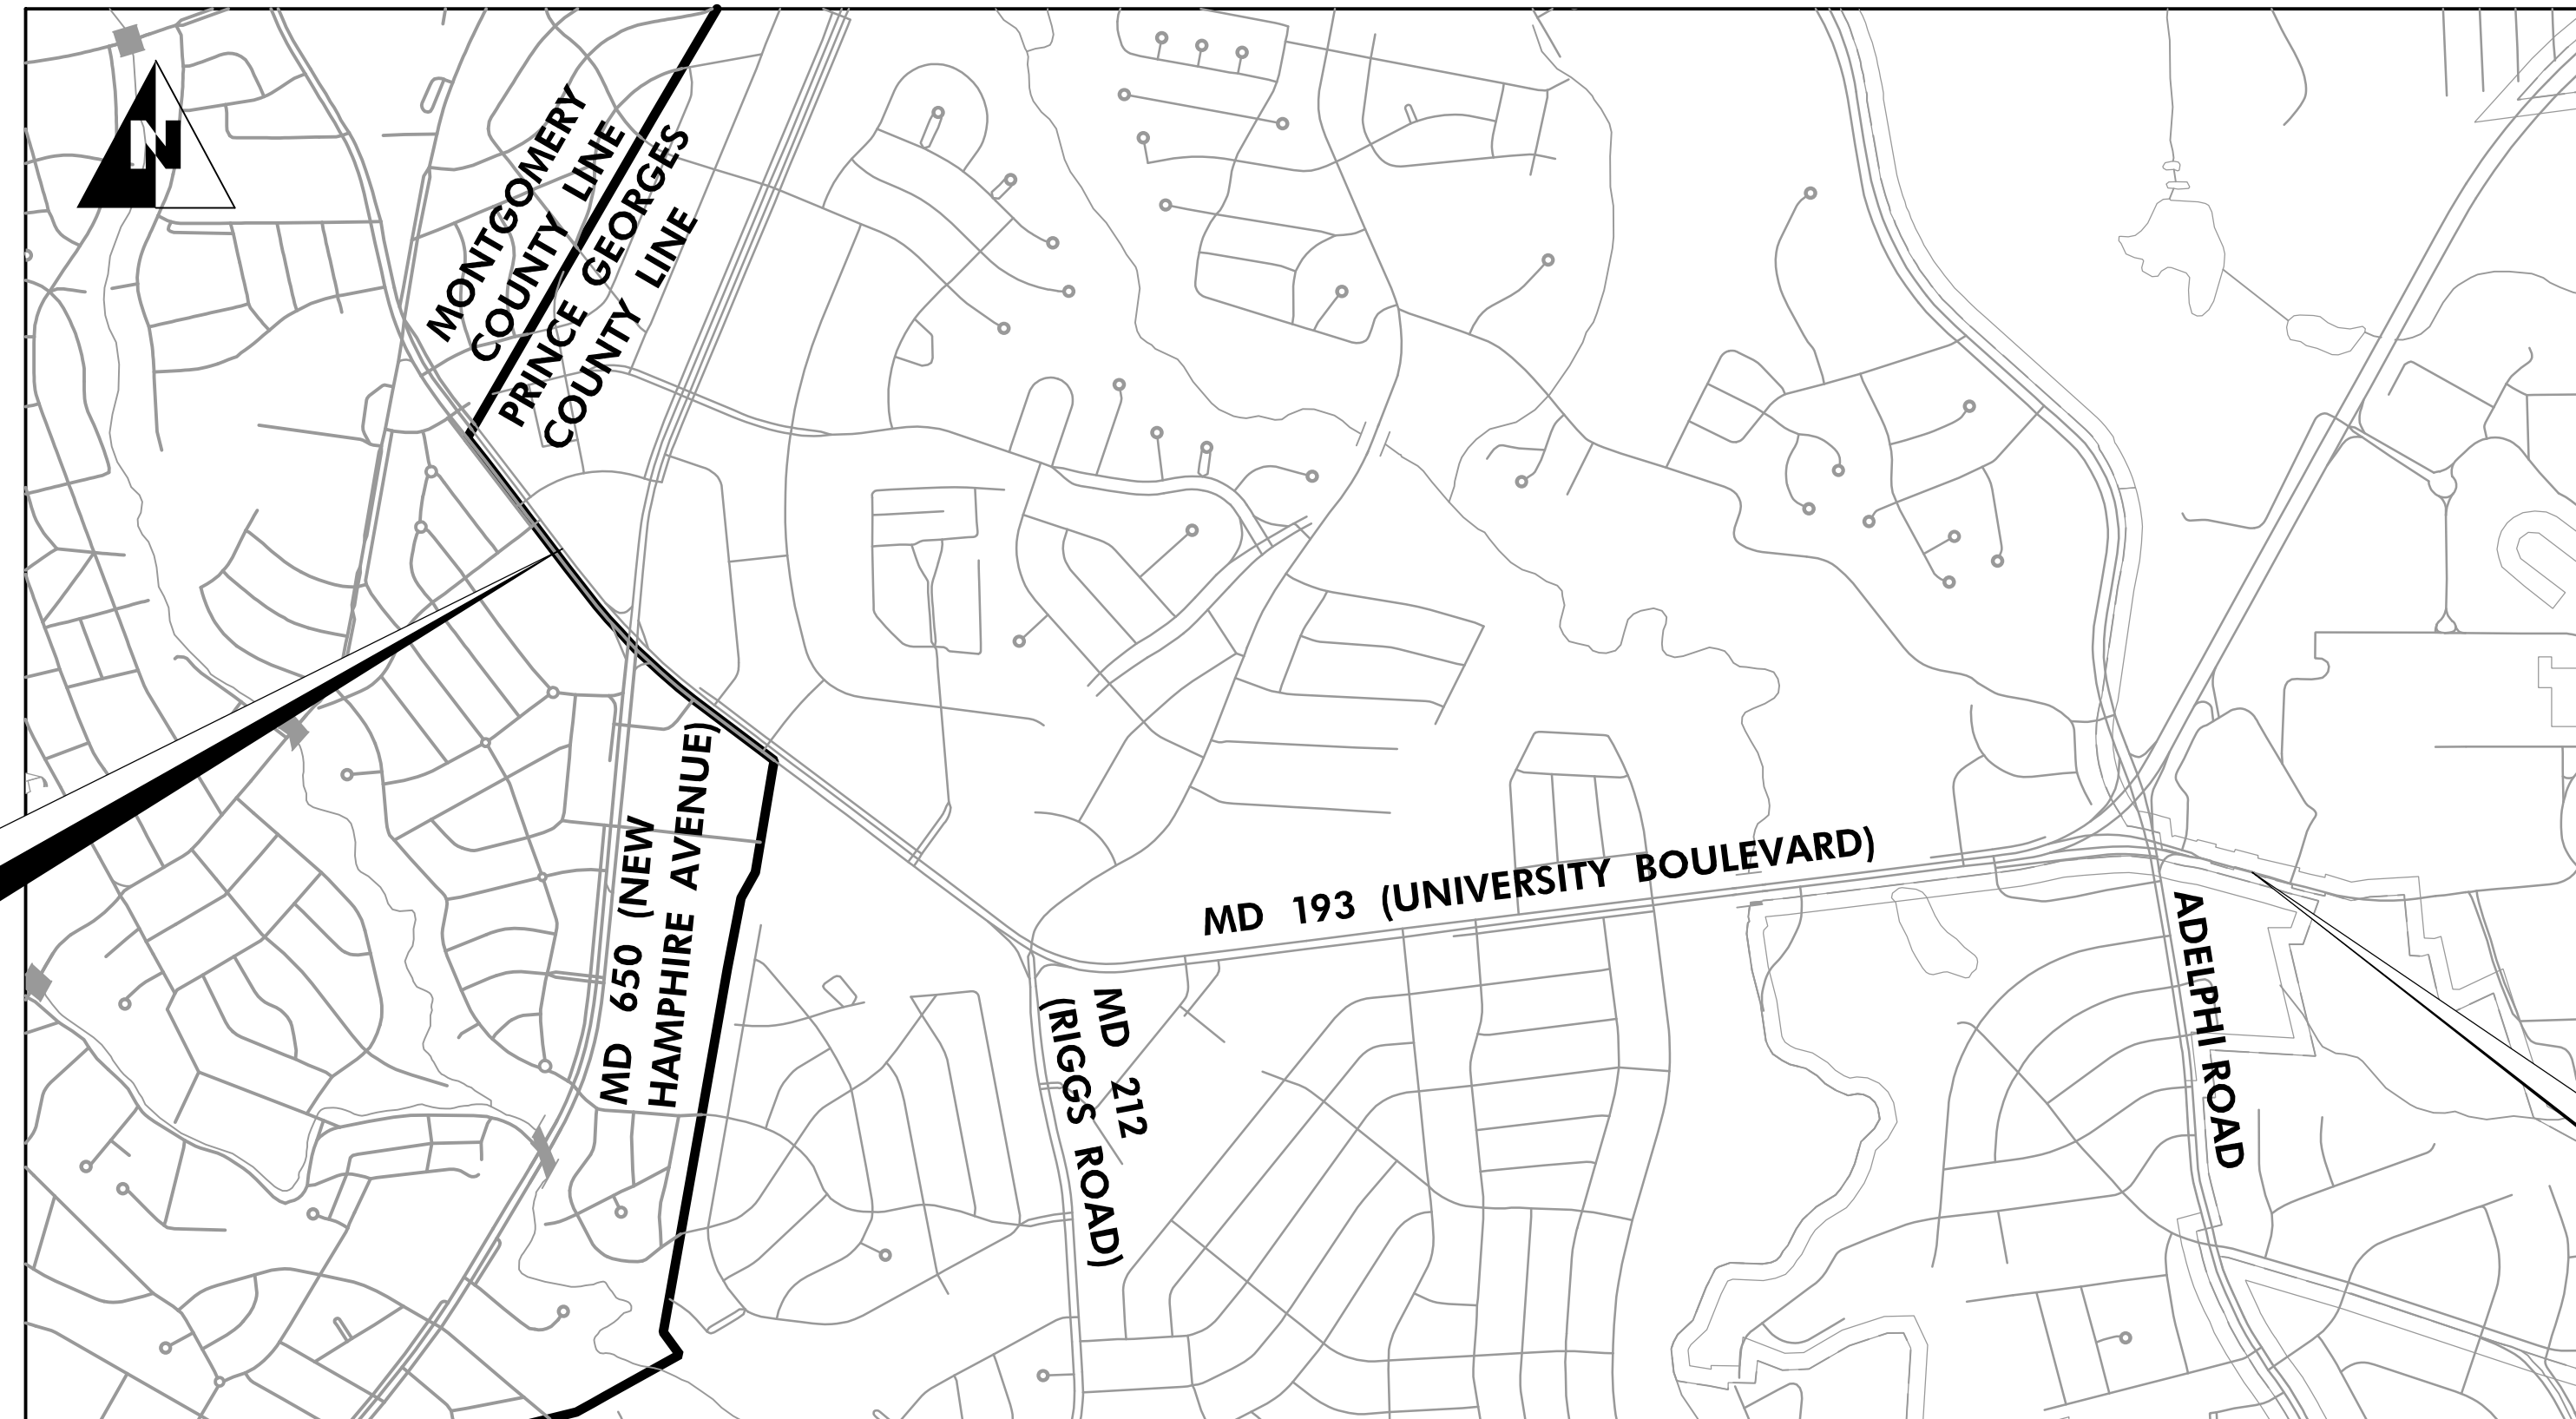 N
MONTGOMERY
COUNTY LINE
PRINCE GEORGES
COUNTY LINE
MD 650 (NEW
HAMPHIRE AVENUE)
MD 193 (UNIVERSITY BOULEVARD)
MD 212
(RIGGS ROAD)
ADELPHI ROAD